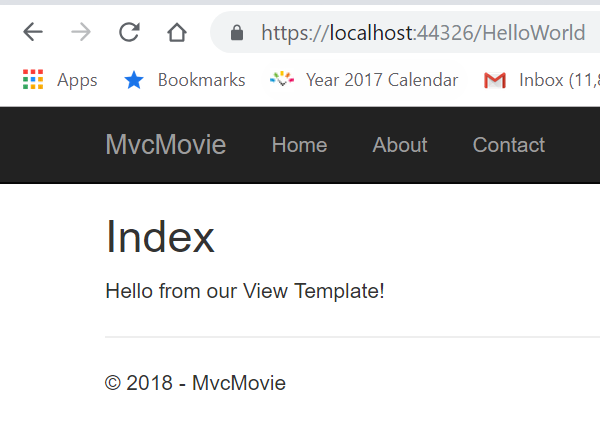 https://localhost:44326/HelloWorld
Apps Bookmarks Year 2017 Calendar Inbox (11,8
MvcMovie Home About Contact
Index
Hello from our View Template!
© 2018 - MvcMovie